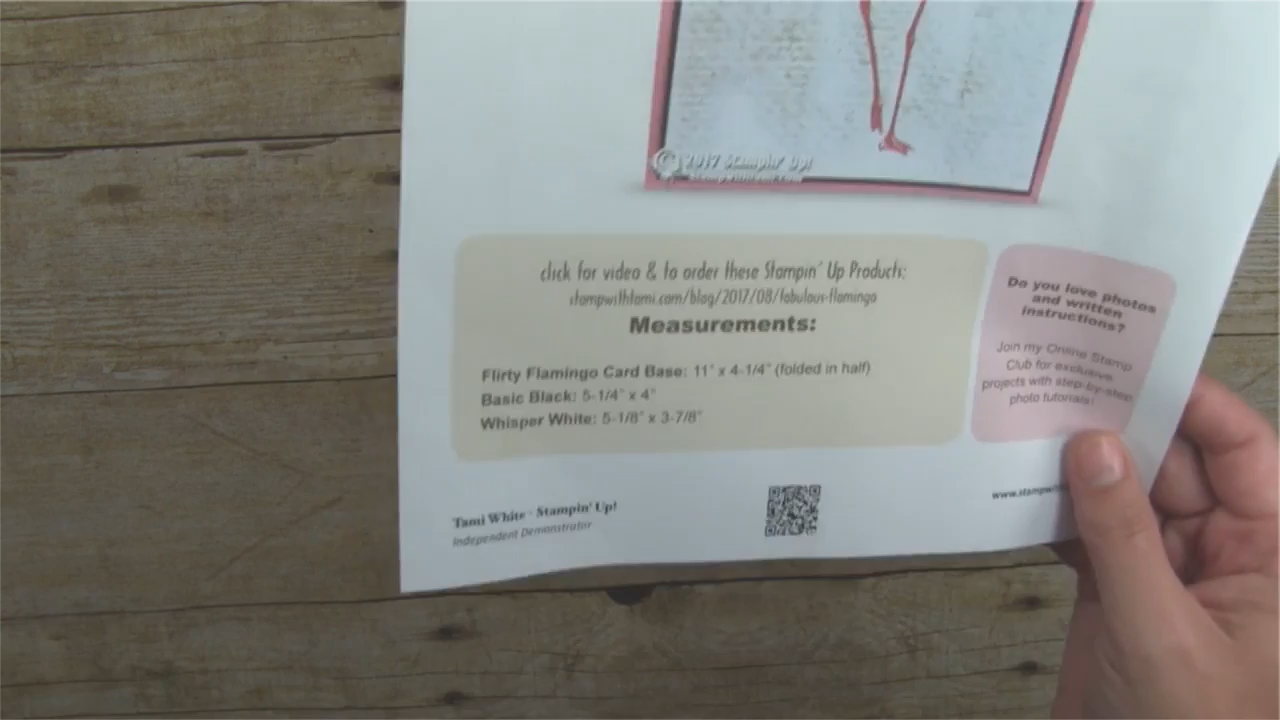 © 2017 Stampin' Up!
stampwithtami.com
click for video & to order these Stampin' Up Products:
stampwithtami.com/blog/2017/08/fabulous-flamingo
Measurements:
Flirty Flamingo Card Base: 11" x 4-1/4" (folded in half)
Basic Black: 5-1/4" x 4"
Whisper White: 5-1/8" x 3-7/8"
Do you love photos
and written
instructions?
Join my Online Stamp
Club for exclusive
projects with step-by-step
photo tutorials!
Tami White - Stampin' Up!
Independent Demonstrator